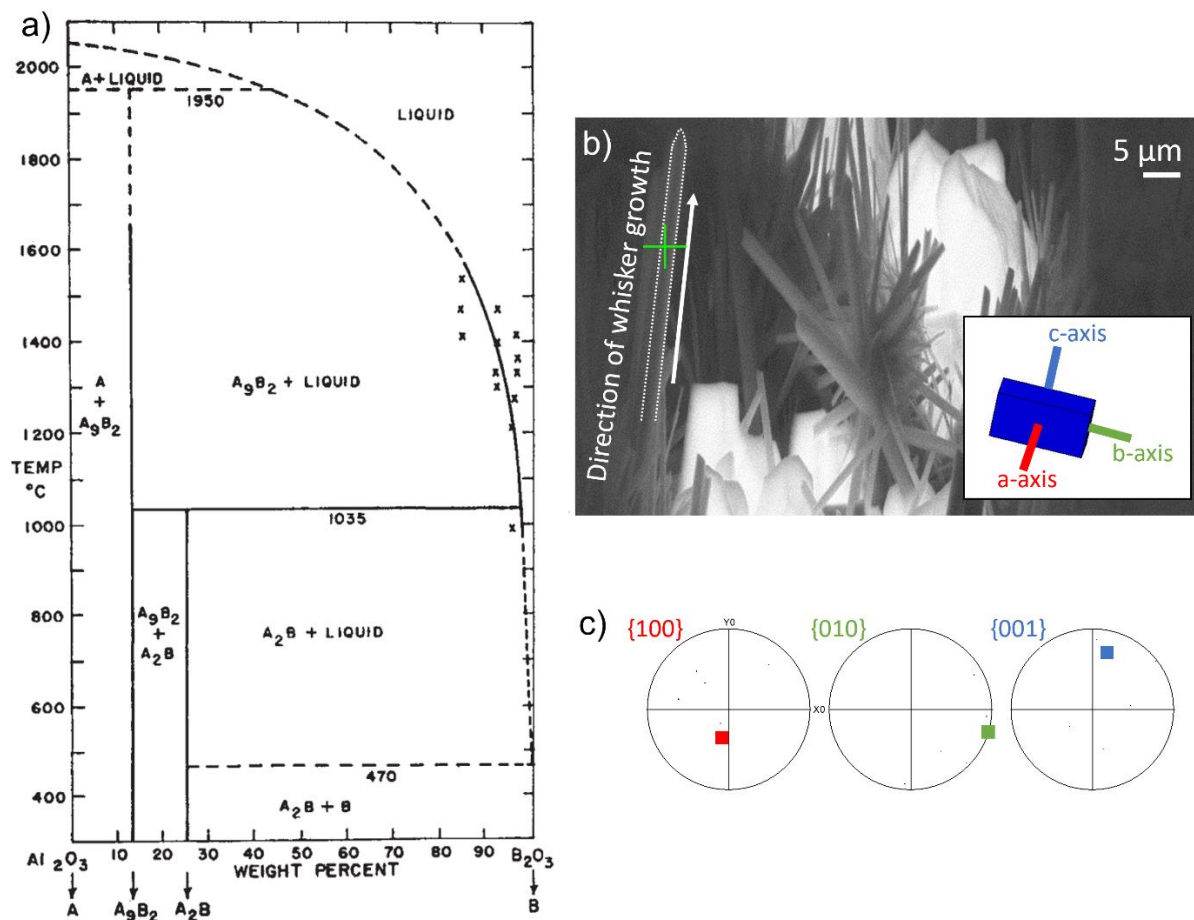 a)
2000
1800
1600
1400
1200
TEMP
°C
1000
800
600
400
A+LIQUID
1950
LIQUID
A
+
A₉B₂
A₉B₂ + LIQUID
1035
A₉B₂
+
A₂B
A₂B + LIQUID
470
A₂B + B
Al₂O₃ 10 20 30 40 50 60 70 80 90 B₂O₃
WEIGHT PERCENT
A A₉B₂ A₂B B
b)
5 µm
Direction of whisker growth
c-axis
b-axis
a-axis
c)
{100}
Y0
X0
{010}
{001}